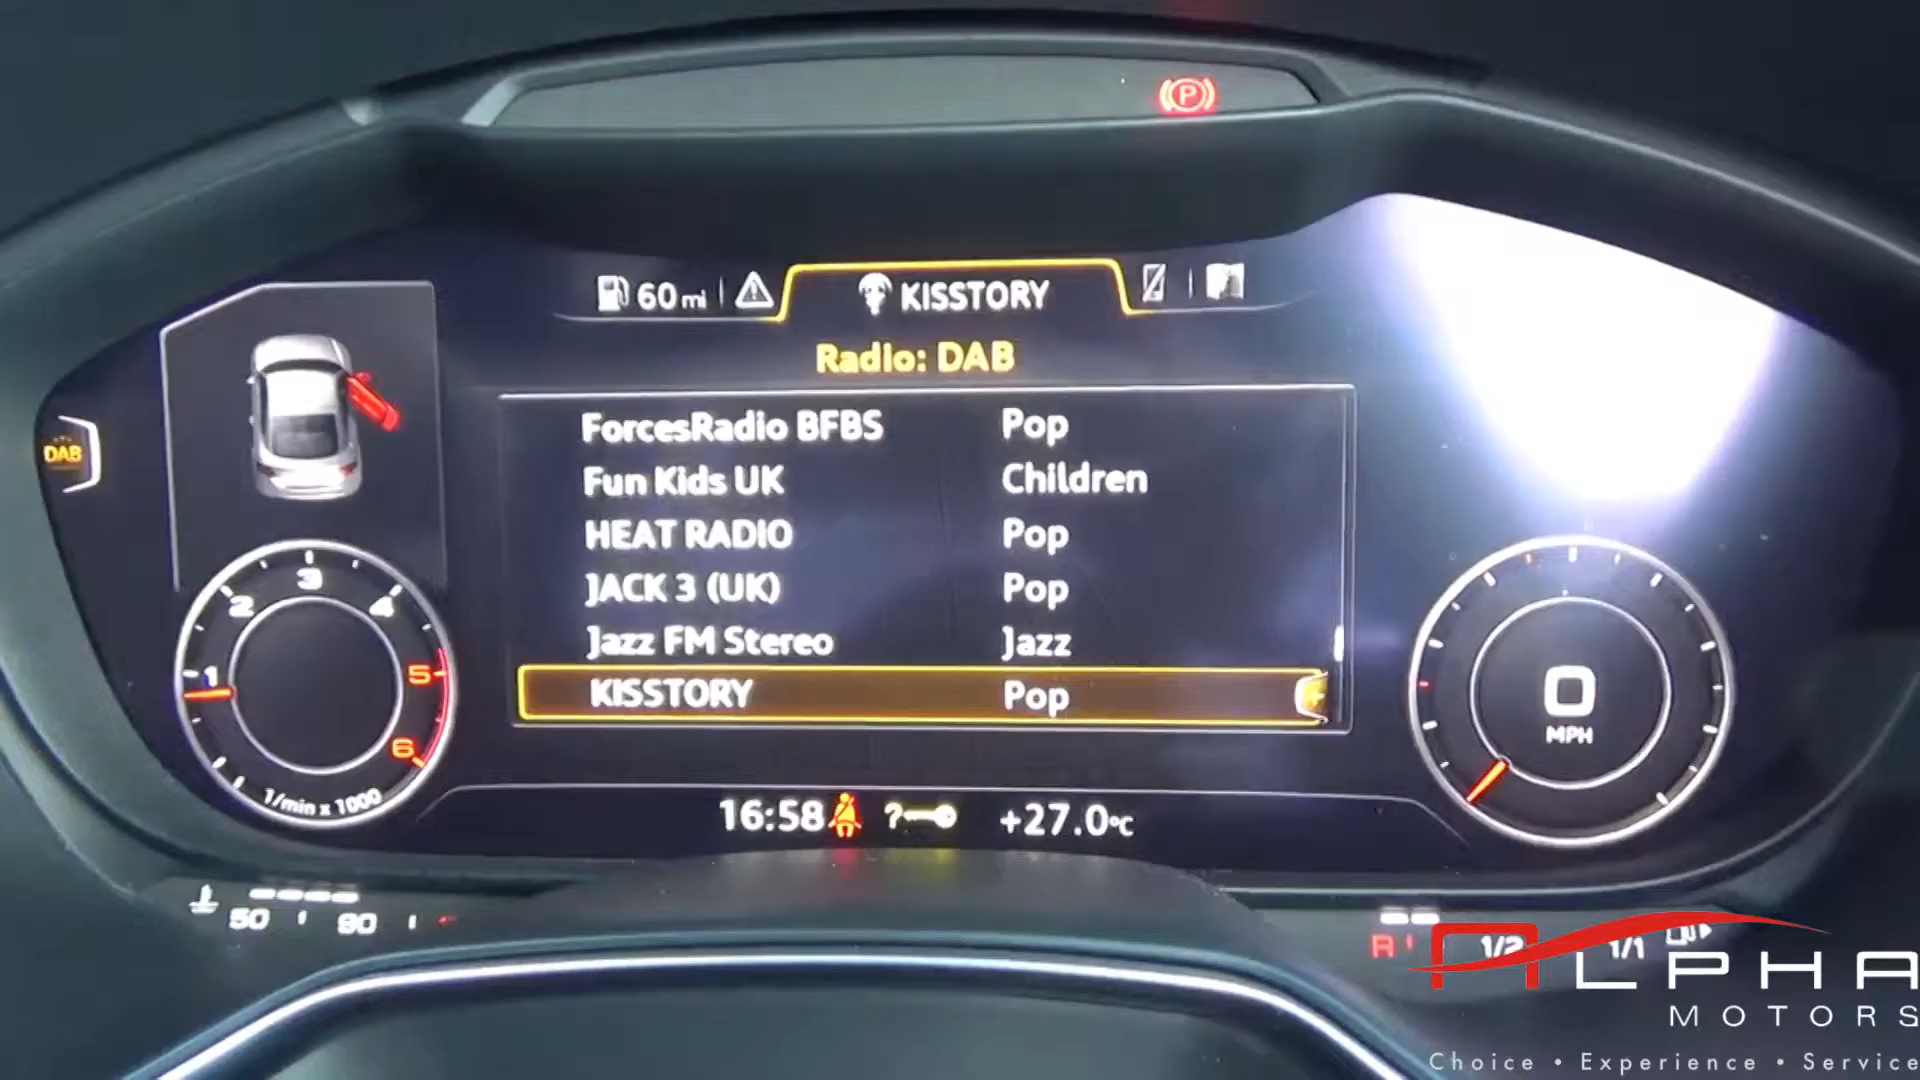 P
60 mi
KISSTORY
Radio: DAB
DAB
ForcesRadio BFBS Pop
Fun Kids UK Children
HEAT RADIO Pop
JACK 3 (UK) Pop
Jazz FM Stereo Jazz
KISSTORY Pop
1 2 3 4 5 6
1/min x 1000
0
MPH
16:58 ? +27.0°C
50 90
R 1/2 1/1
ALPHA
MOTORS
Choice • Experience • Service